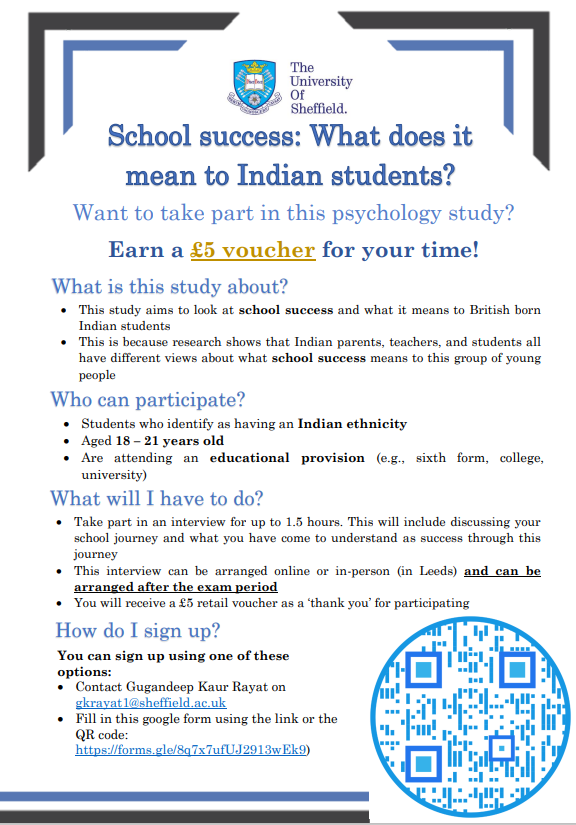 The
University
Of
Sheffield.
School success: What does it
mean to Indian students?
Want to take part in this psychology study?
Earn a £5 voucher for your time!
What is this study about?
• This study aims to look at school success and what it means to British born
Indian students
• This is because research shows that Indian parents, teachers, and students all
have different views about what school success means to this group of young
people
Who can participate?
• Students who identify as having an Indian ethnicity
• Aged 18 – 21 years old
• Are attending an educational provision (e.g., sixth form, college,
university)
What will I have to do?
• Take part in an interview for up to 1.5 hours. This will include discussing your
school journey and what you have come to understand as success through this
journey
• This interview can be arranged online or in-person (in Leeds) and can be
arranged after the exam period
• You will receive a £5 retail voucher as a ‘thank you’ for participating
How do I sign up?
You can sign up using one of these
options:
• Contact Gugandeep Kaur Rayat on
gkrayat1@sheffield.ac.uk
• Fill in this google form using the link or the
QR code:
https://forms.gle/8q7x7ufUJ2913wEk9)